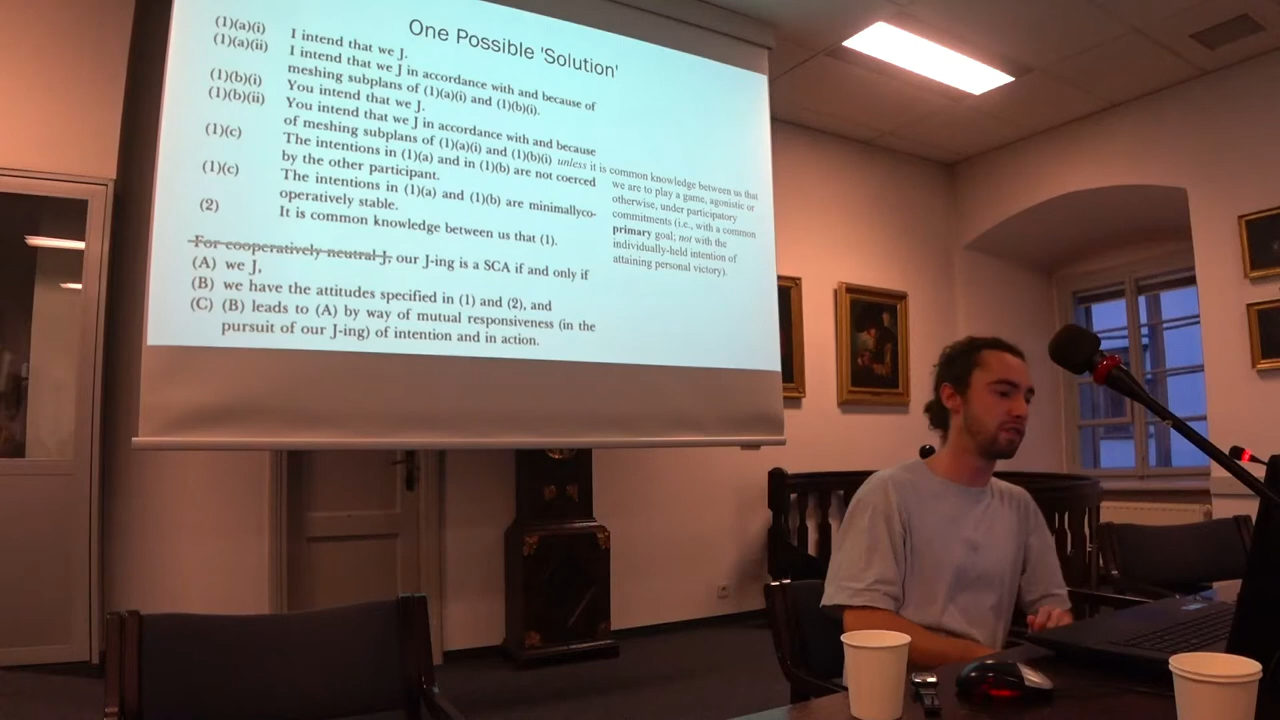 One Possible 'Solution'
(1)(a)(i) I intend that we J.
(1)(a)(ii) I intend that we J in accordance with and because of
meshing subplans of (1)(a)(i) and (1)(b)(i).
(1)(b)(i) You intend that we J.
(1)(b)(ii) You intend that we J in accordance with and because
of meshing subplans of (1)(a)(i) and (1)(b)(i) unless it is common knowledge between us that
we are to play a game, agonistic or
otherwise, under participatory
commitments (i.e., with a common
primary goal; not with the
individually-held intention of
attaining personal victory).
(1)(c) The intentions in (1)(a) and in (1)(b) are not coerced
by the other participant.
(1)(c) The intentions in (1)(a) and (1)(b) are minimallyco-
operatively stable.
(2) It is common knowledge between us that (1).
For cooperatively neutral J, our J-ing is a SCA if and only if
(A) we J,
(B) we have the attitudes specified in (1) and (2), and
(C) (B) leads to (A) by way of mutual responsiveness (in the
pursuit of our J-ing) of intention and in action.